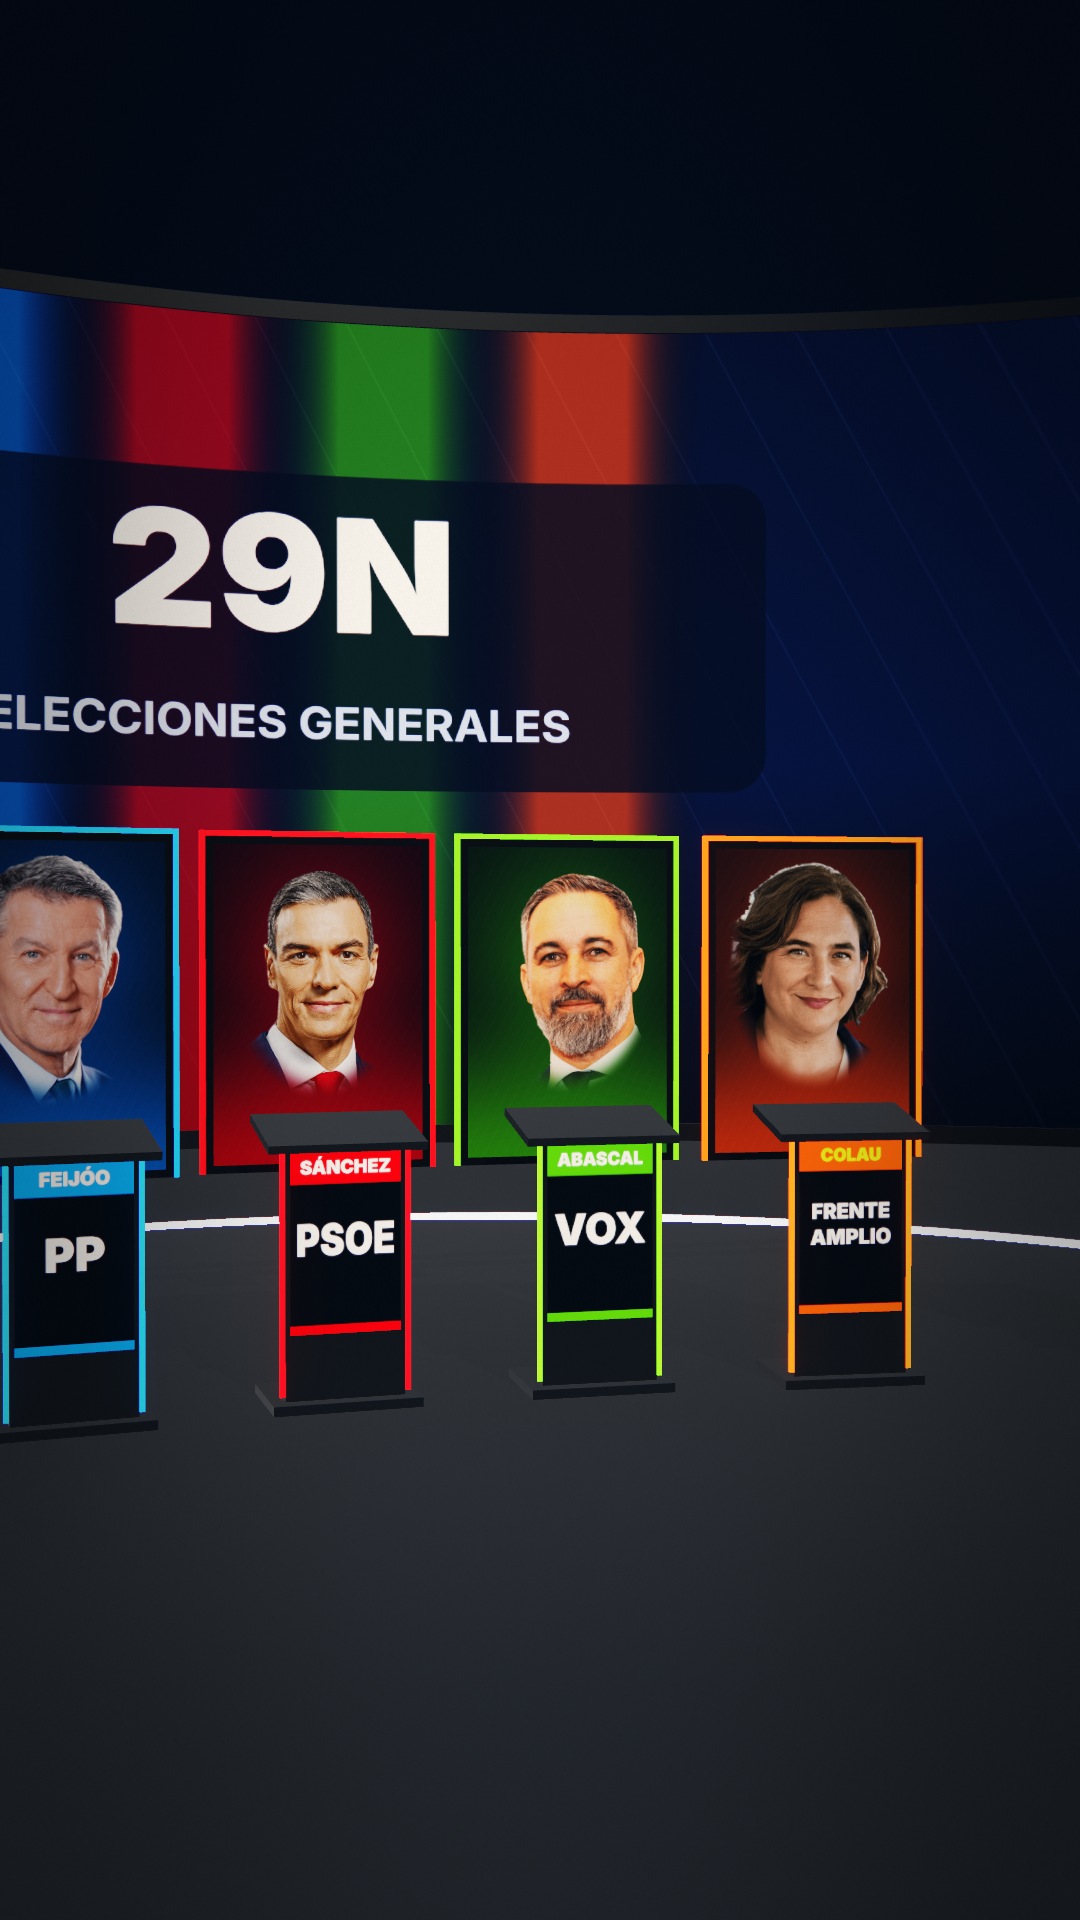 29N
ELECCIONES GENERALES
FEIJÓO
PP
SÁNCHEZ
PSOE
ABASCAL
VOX
COLAU
FRENTE
AMPLIO